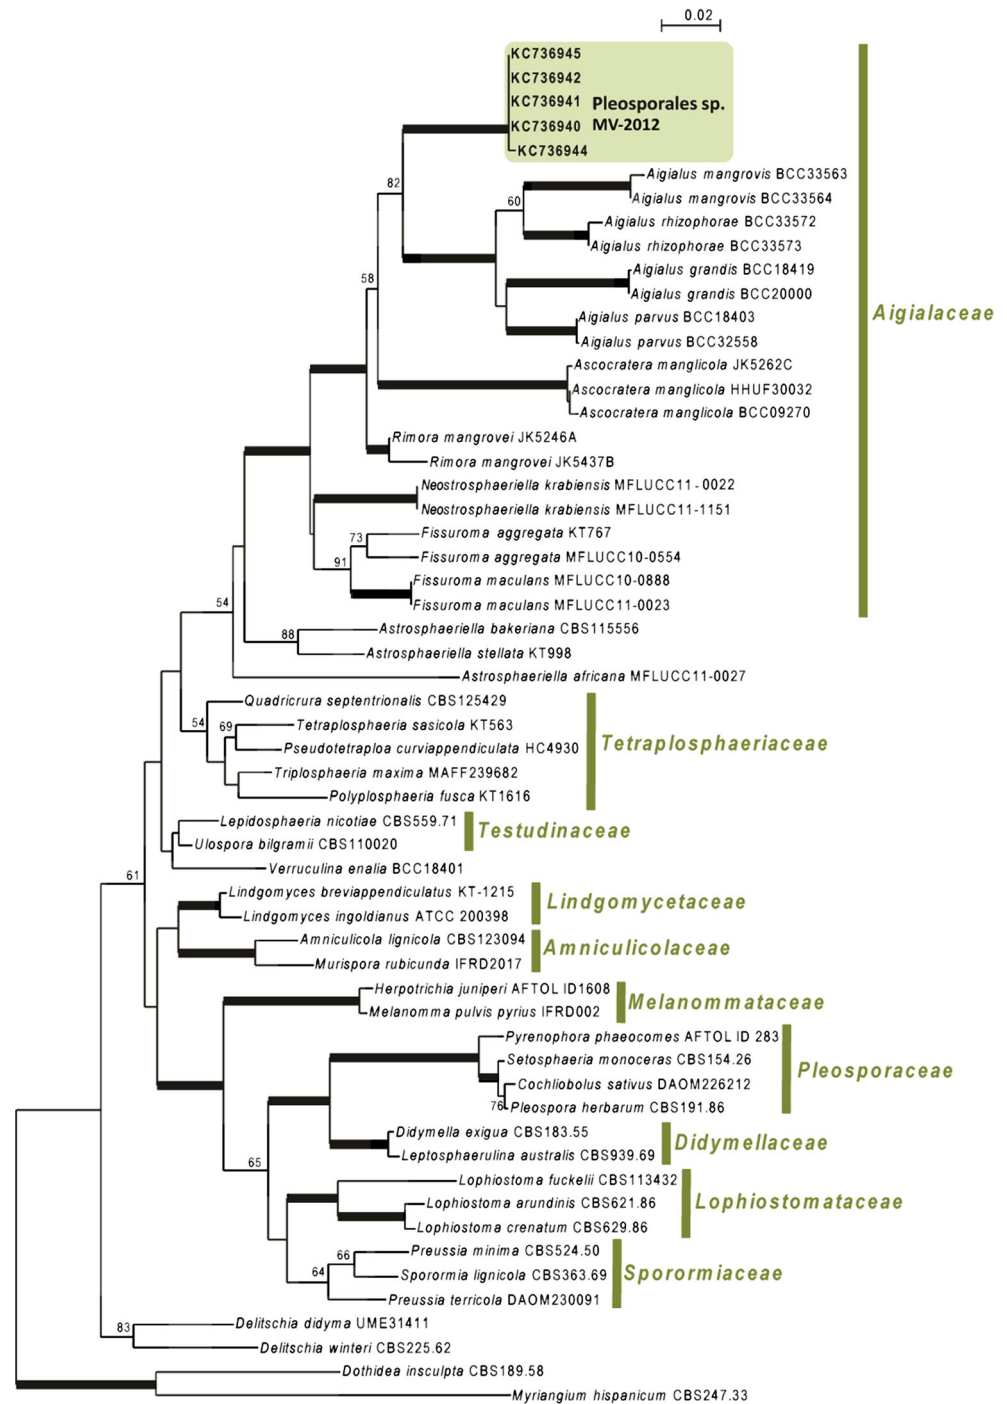 0.02
KC736945
KC736942
KC736941
KC736940
KC736944
Pleosporales sp.
MV-2012
82
Aigialus mangrovis BCC33563
Aigialus mangrovis BCC33564
60
Aigialus rhizophorae BCC33572
Aigialus rhizophorae BCC33573
Aigialus grandis BCC18419
58
Aigialus grandis BCC20000
Aigialus parvus BCC18403
Aigialaceae
Aigialus parvus BCC32558
Ascocratera manglicola JK5262C
Ascocratera manglicola HHUF30032
Ascocratera manglicola BCC09270
Rimora mangrovei JK5246A
Rimora mangrovei JK5437B
Neostrosphaeriella krabiensis MFLUCC11-0022
Neostrosphaeriella krabiensis MFLUCC11-1151
73
Fissuroma aggregata KT767
Fissuroma aggregata MFLUCC10-0554
91
Fissuroma maculans MFLUCC10-0888
54
Fissuroma maculans MFLUCC11-0023
88
Astrosphaeriella bakeriana CBS115556
Astrosphaeriella stellata KT998
Astrosphaeriella africana MFLUCC11-0027
Quadricrura septentrionalis CBS125429
54
69
Tetraplosphaeria sasicola KT563
Tetraplosphaeriaceae
Pseudotetraploa curviappendiculata HC4930
Triplosphaeria maxima MAFF239682
Polyplosphaeria fusca KT1616
Lepidosphaeria nicotiae CBS559.71
Testudinaceae
Ulospora bilgramii CBS110020
Verruculina enalia BCC18401
61
Lindgomyces breviappendiculatus KT-1215
Lindgomycetaceae
Lindgomyces ingoldianus ATCC 200398
Amniculicola lignicola CBS123094
Amniculicolaceae
Murispora rubicunda IFRD2017
Herpotrichia juniperi AFTOL ID1608
Melanommataceae
Melanomma pulvis pyrius IFRD002
Pyrenophora phaeocomes AFTOL ID 283
Setosphaeria monoceras CBS154.26
Pleosporaceae
Cochliobolus sativus DAOM226212
76
Pleospora herbarum CBS191.86
Didymella exigua CBS183.55
Didymellaceae
Leptosphaerulina australis CBS939.69
65
Lophiostoma fuckelii CBS113432
Lophiostomataceae
Lophiostoma arundinis CBS621.86
Lophiostoma crenatum CBS629.86
66
Preussia minima CBS524.50
64
Sporormia lignicola CBS363.69
Sporormiaceae
Preussia terricola DAOM230091
83
Delitschia didyma UME31411
Delitschia winteri CBS225.62
Dothidea insculpta CBS189.58
Myriangium hispanicum CBS247.33